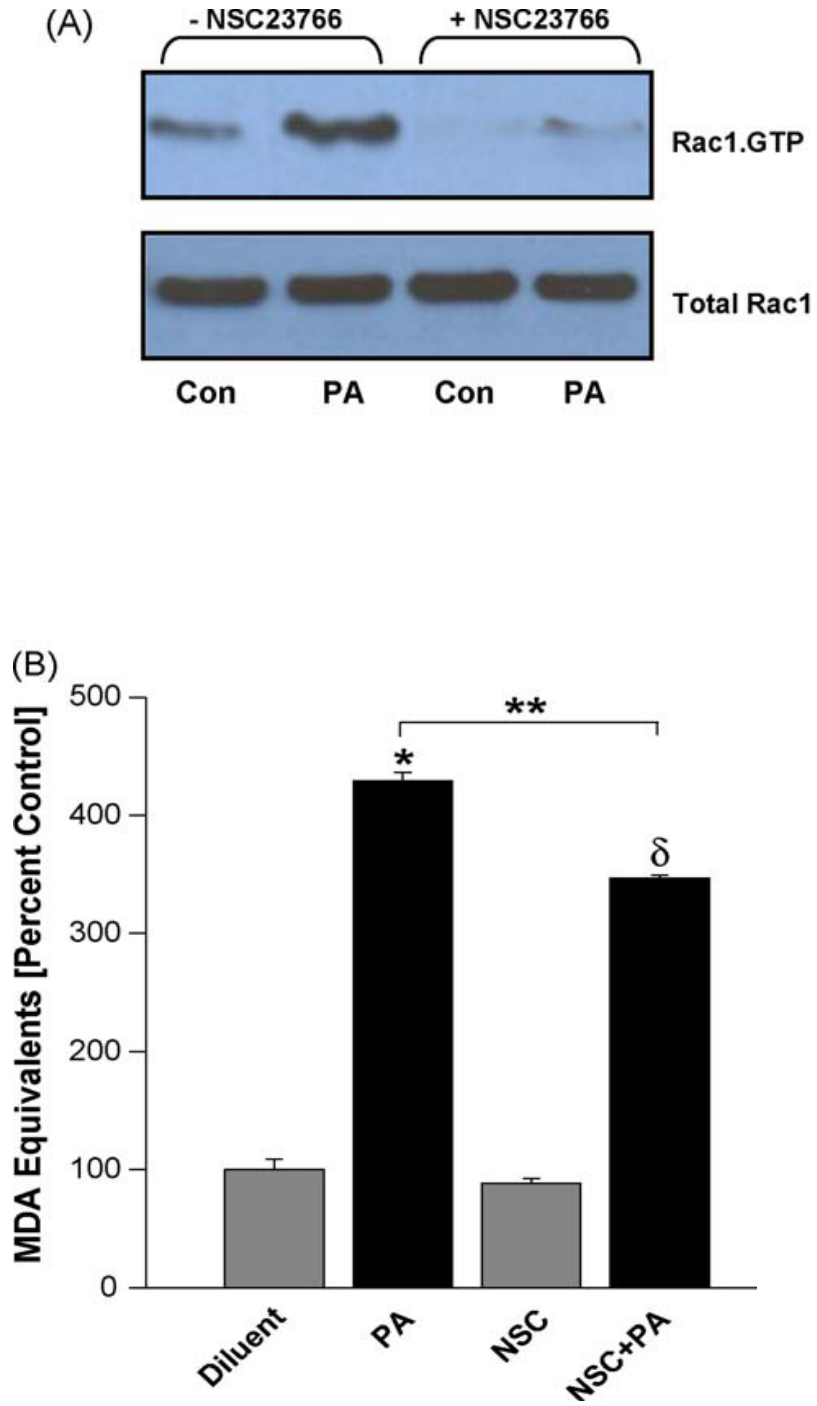 (A)
- NSC23766 + NSC23766
Rac1.GTP
Total Rac1
Con PA Con PA
(B)
MDA Equivalents [Percent Control]
500
400
300
200
100
0
**
*
δ
Diluent PA NSC NSC+PA